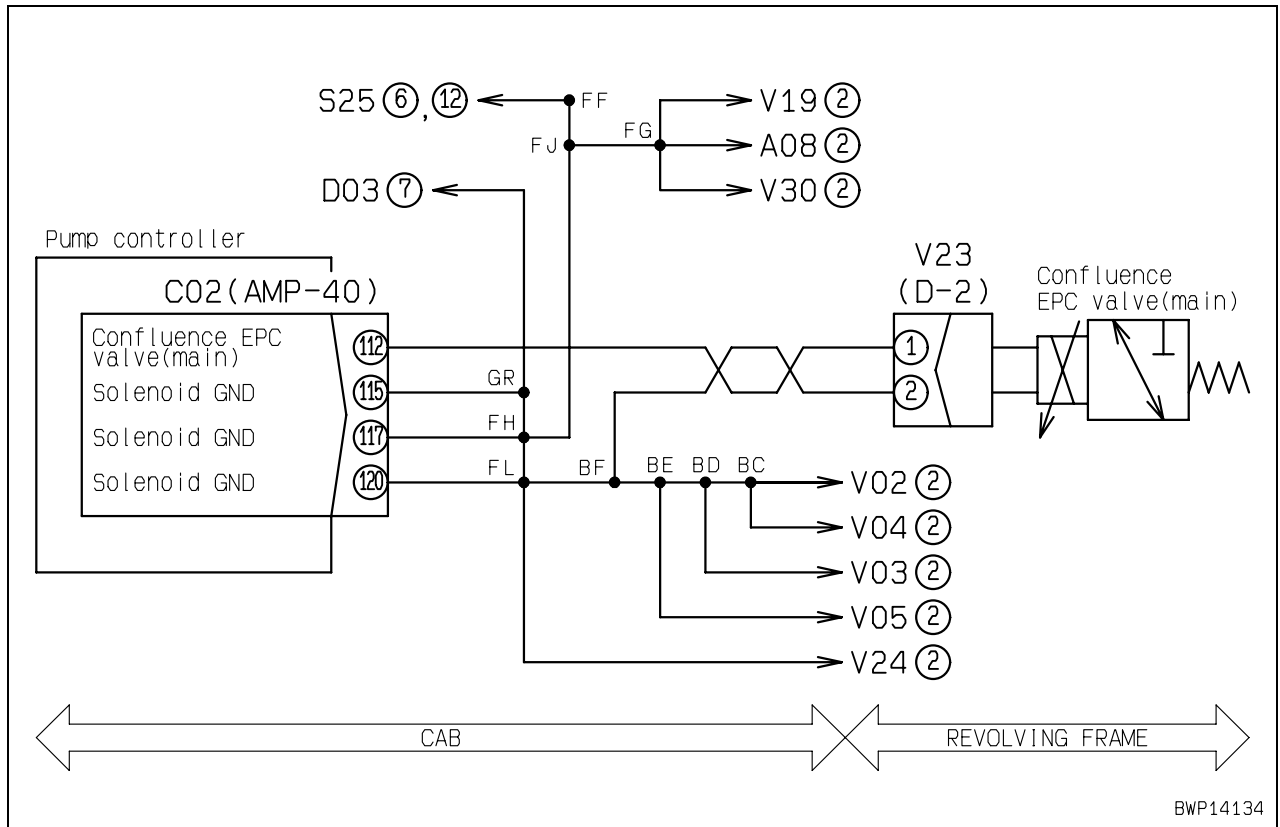 S25 ⑥,⑫ FF V19 ②
FJ FG A08 ②
D03 ⑦ V30 ②
Pump controller
C02(AMP-40)
V23
(D-2)
Confluence
EPC valve(main)
Confluence EPC
valve(main)
112
①
Solenoid GND 115 GR ②
Solenoid GND 117 FH
Solenoid GND 120 FL BF BE BD BC V02 ②
V04 ②
V03 ②
V05 ②
V24 ②
CAB REVOLVING FRAME
BWP14134